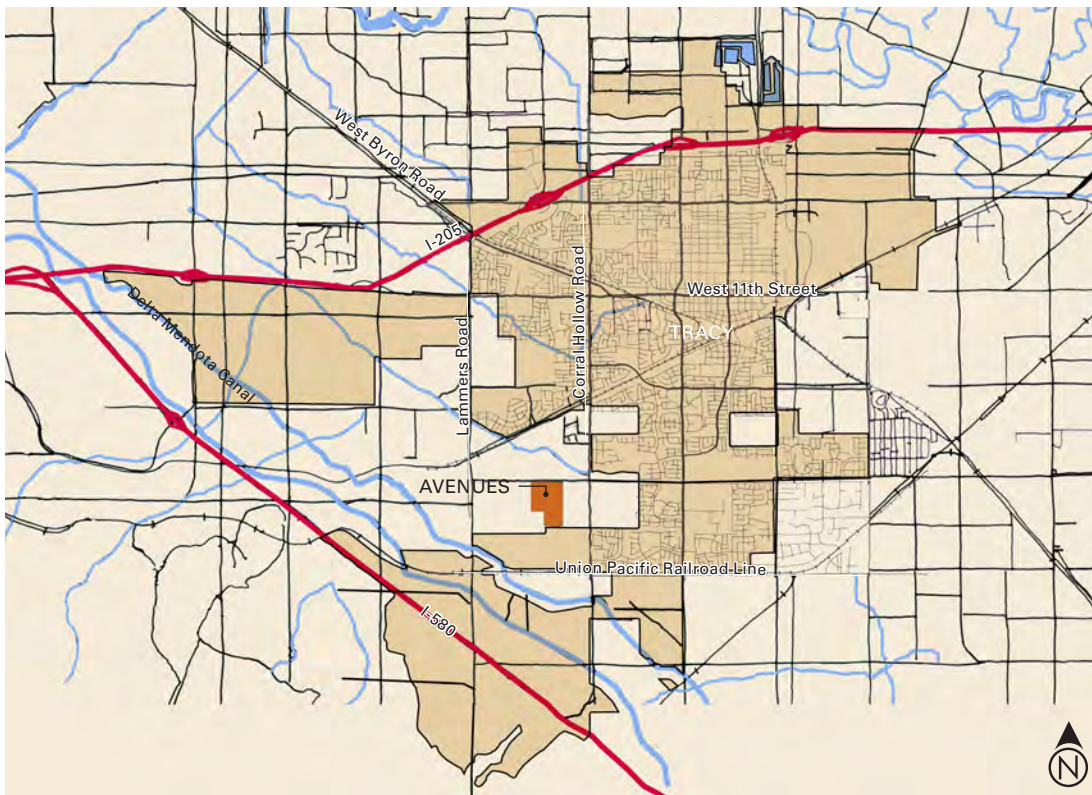 West Byron Road
I-205
Delta Mendota Canal
Lammers Road
Corral Hollow Road
West 11th Street
TRACY
AVENUES
Union Pacific Railroad Line
I-580
N